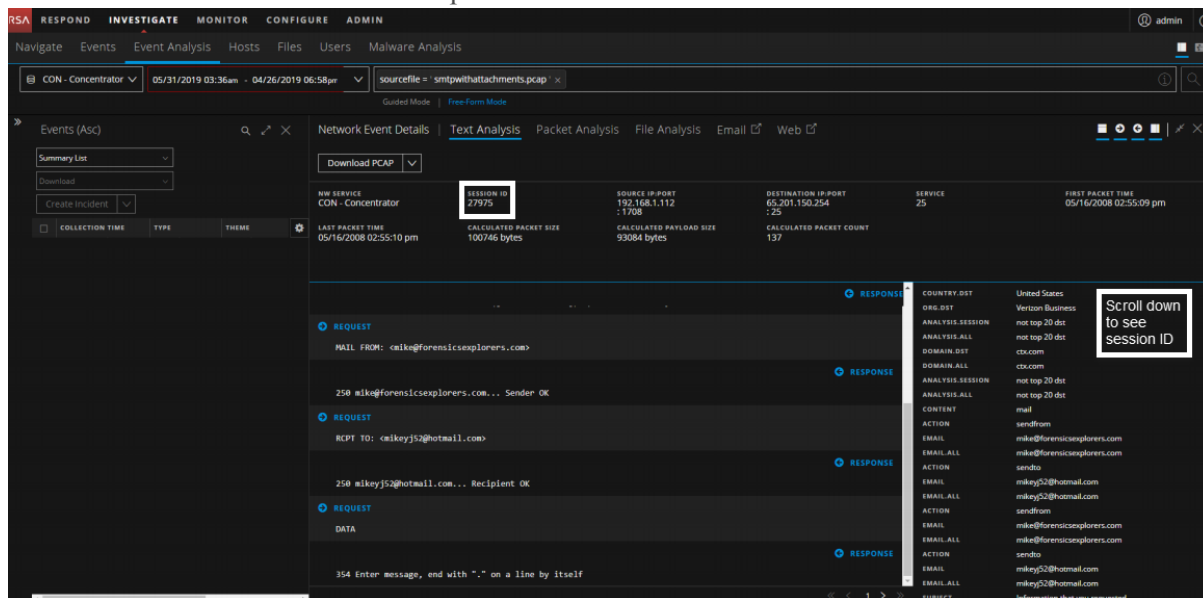 RSA RESPOND INVESTIGATE MONITOR CONFIGURE ADMIN admin
Navigate Events Event Analysis Hosts Files Users Malware Analysis
CON - Concentrator 05/31/2019 03:36am - 04/26/2019 06:58pm sourcefile = 'smtpwithattachments.pcap' ×
Guided Mode | Free-Form Mode
Events (Asc)
Summary List
Download
Create Incident
COLLECTION TIME TYPE THEME
Network Event Details Text Analysis Packet Analysis File Analysis Email Web
Download PCAP
NW SERVICE SESSION ID SOURCE IP:PORT DESTINATION IP:PORT SERVICE FIRST PACKET TIME
CON - Concentrator 27975 192.168.1.112 65.201.150.254 25 05/16/2008 02:55:09 pm
: 1708 : 25
LAST PACKET TIME CALCULATED PACKET SIZE CALCULATED PAYLOAD SIZE CALCULATED PACKET COUNT
05/16/2008 02:55:10 pm 100746 bytes 93084 bytes 137
RESPONSE
REQUEST
MAIL FROM: <mike@forensicsexplorers.com>
RESPONSE
250 mike@forensicsexplorers.com... Sender OK
REQUEST
RCPT TO: <mikeyj52@hotmail.com>
RESPONSE
250 mikeyj52@hotmail.com... Recipient OK
REQUEST
DATA
RESPONSE
354 Enter message, end with "." on a line by itself
1
COUNTRY.DST United States
ORG.DST Verizon Business
ANALYSIS.SESSION not top 20 dst
ANALYSIS.ALL not top 20 dst
DOMAIN.DST ctx.com
DOMAIN.ALL ctx.com
ANALYSIS.SESSION not top 20 dst
ANALYSIS.ALL not top 20 dst
CONTENT mail
ACTION sendfrom
EMAIL mike@forensicsexplorers.com
EMAIL.ALL mike@forensicsexplorers.com
ACTION sendto
EMAIL mikeyj52@hotmail.com
EMAIL.ALL mikeyj52@hotmail.com
ACTION sendfrom
EMAIL mike@forensicsexplorers.com
EMAIL.ALL mike@forensicsexplorers.com
ACTION sendto
EMAIL mikeyj52@hotmail.com
EMAIL.ALL mikeyj52@hotmail.com
SUBJECT Information that you requested
Scroll down
to see
session ID